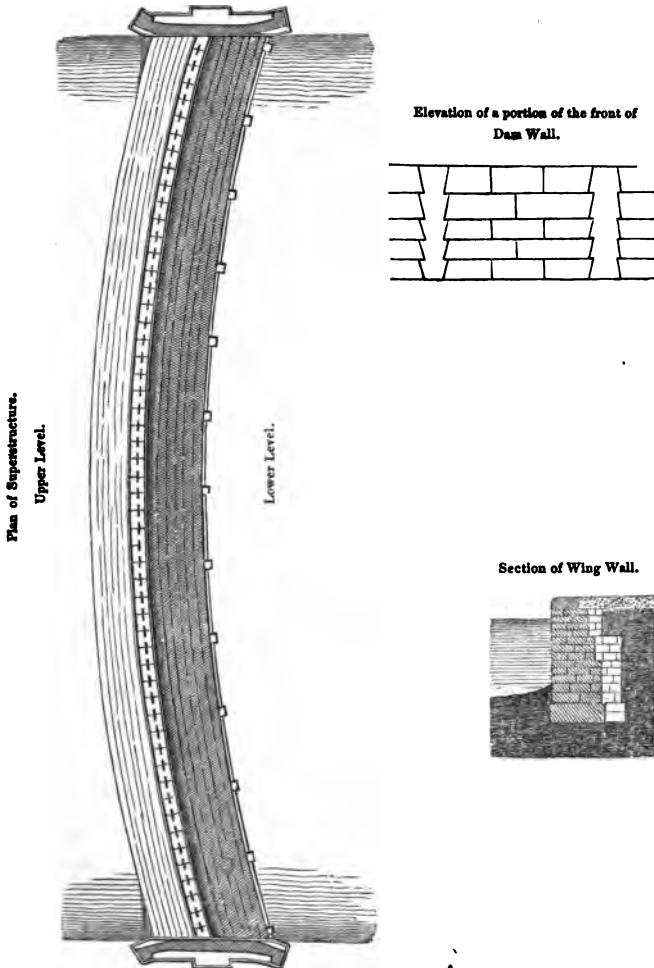 Elevation of a portion of the front of
Dam Wall.
Plan of Superstructure.
Upper Level.
Lower Level.
Section of Wing Wall.